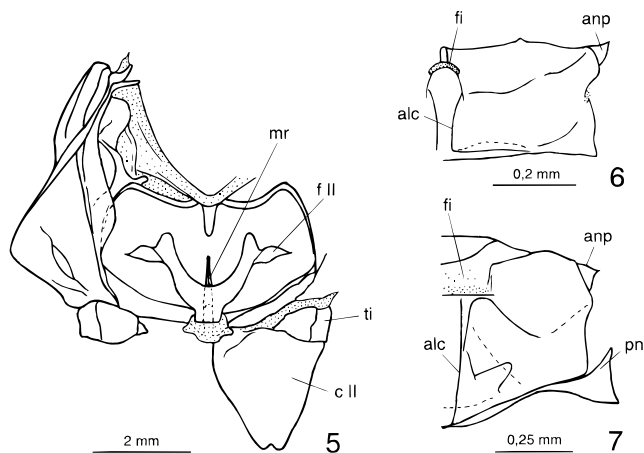 mr
f II
ti
c II
2 mm
5
fi
anp
alc
0,2 mm
6
fi
anp
alc
pn
0,25 mm
7